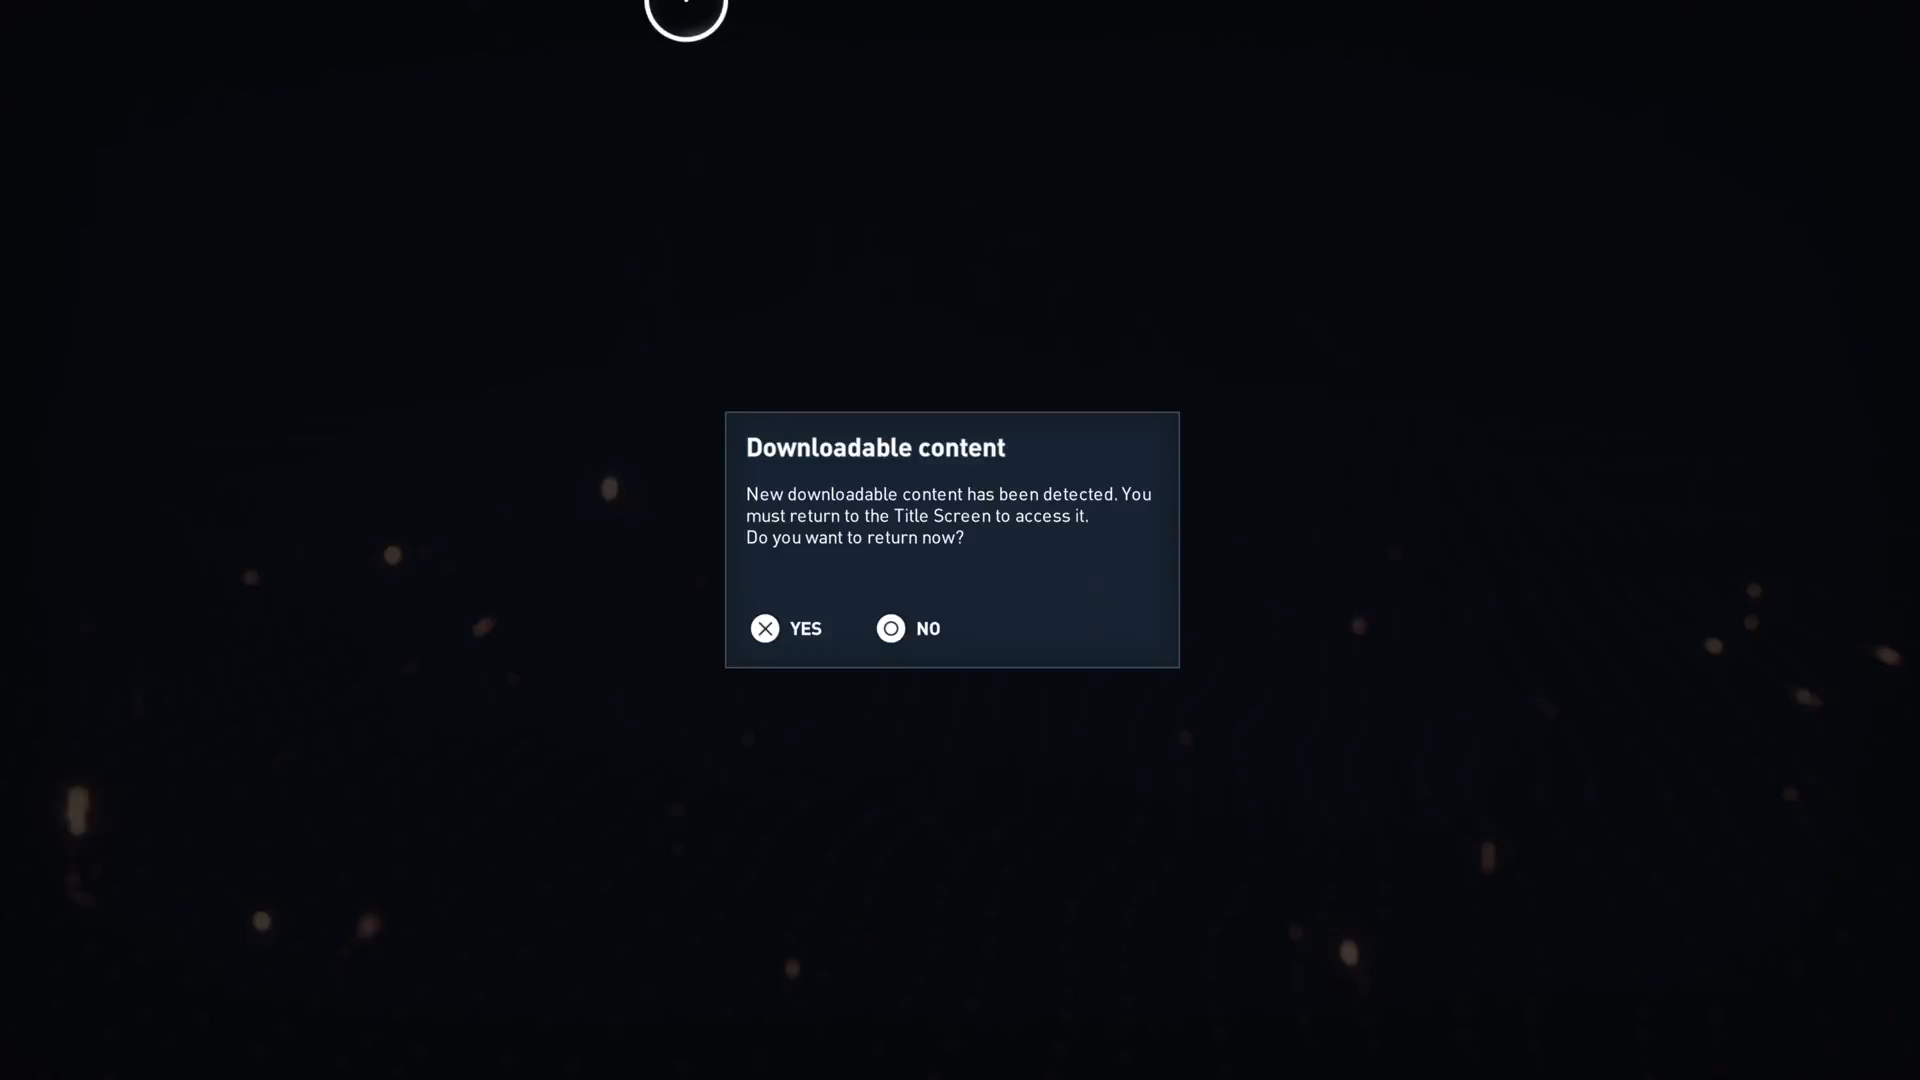 Downloadable content
New downloadable content has been detected. You
must return to the Title Screen to access it.
Do you want to return now?
YES NO